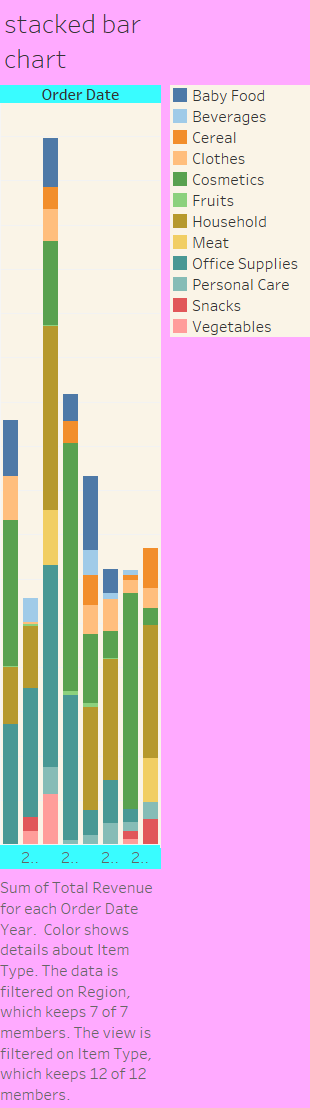 stacked bar
chart
Order Date
Baby Food
Beverages
Cereal
Clothes
Cosmetics
Fruits
Household
Meat
Office Supplies
Personal Care
Snacks
Vegetables
2.. 2.. 2.. 2..
Sum of Total Revenue
for each Order Date
Year. Color shows
details about Item
Type. The data is
filtered on Region,
which keeps 7 of 7
members. The view is
filtered on Item Type,
which keeps 12 of 12
members.